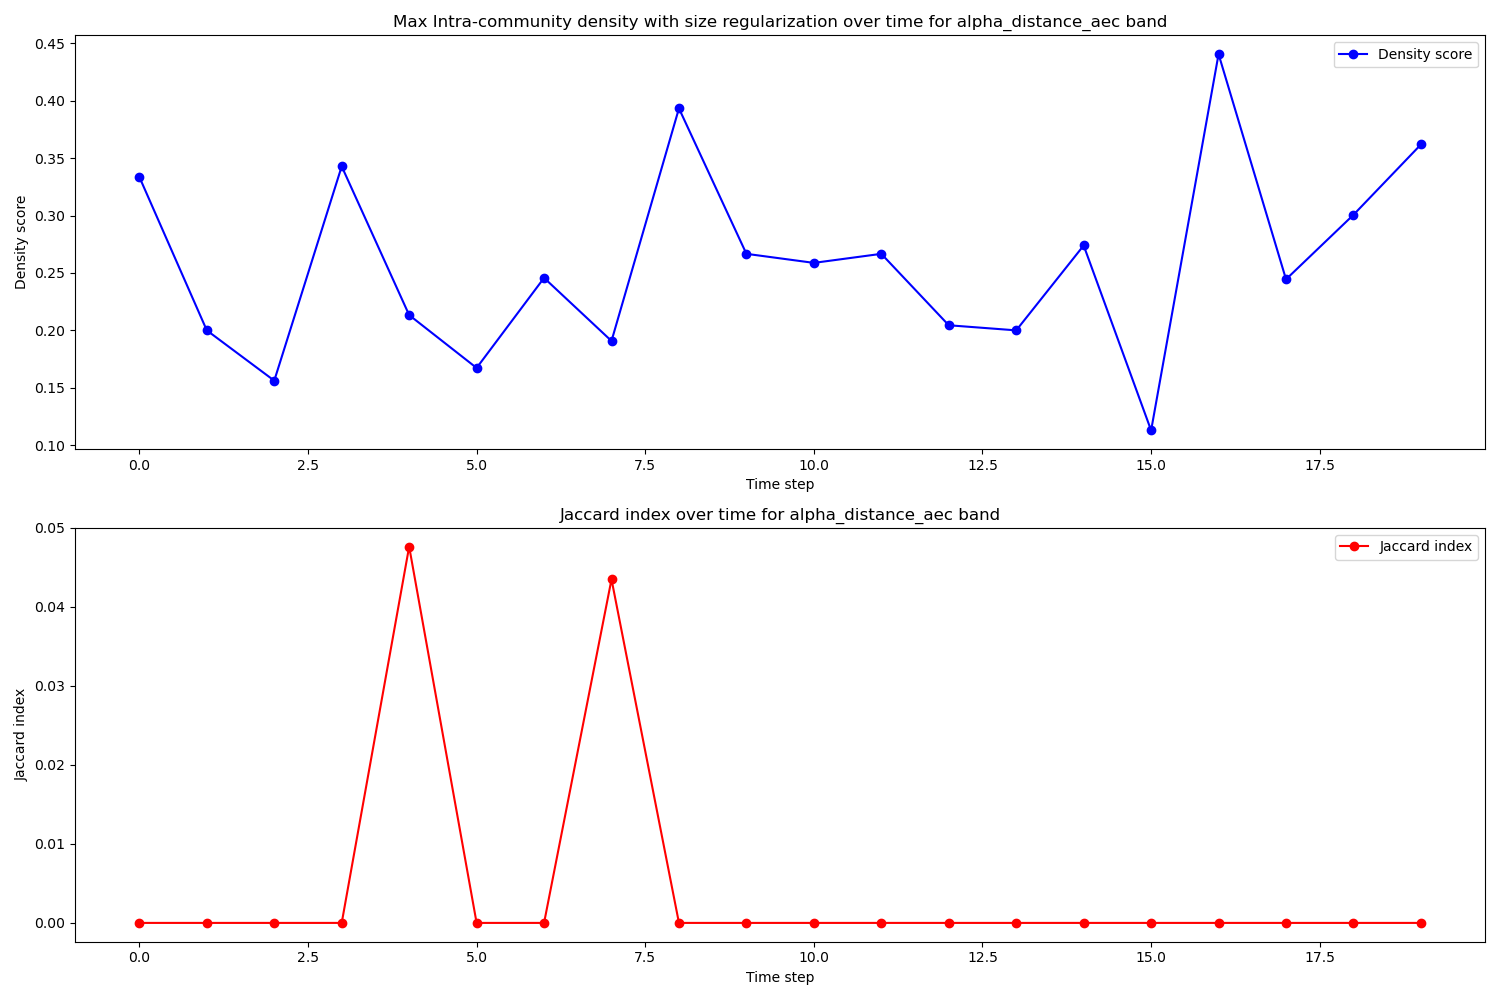 Max Intra-community density with size regularization over time for alpha_distance_aec band
0.45
0.40
0.35
0.30
0.25
0.20
0.15
0.10
Density score
Density score
0.0 2.5 5.0 7.5 10.0 12.5 15.0 17.5
Time step
Jaccard index over time for alpha_distance_aec band
0.05
0.04
0.03
0.02
0.01
0.00
Jaccard index
Jaccard index
0.0 2.5 5.0 7.5 10.0 12.5 15.0 17.5
Time step